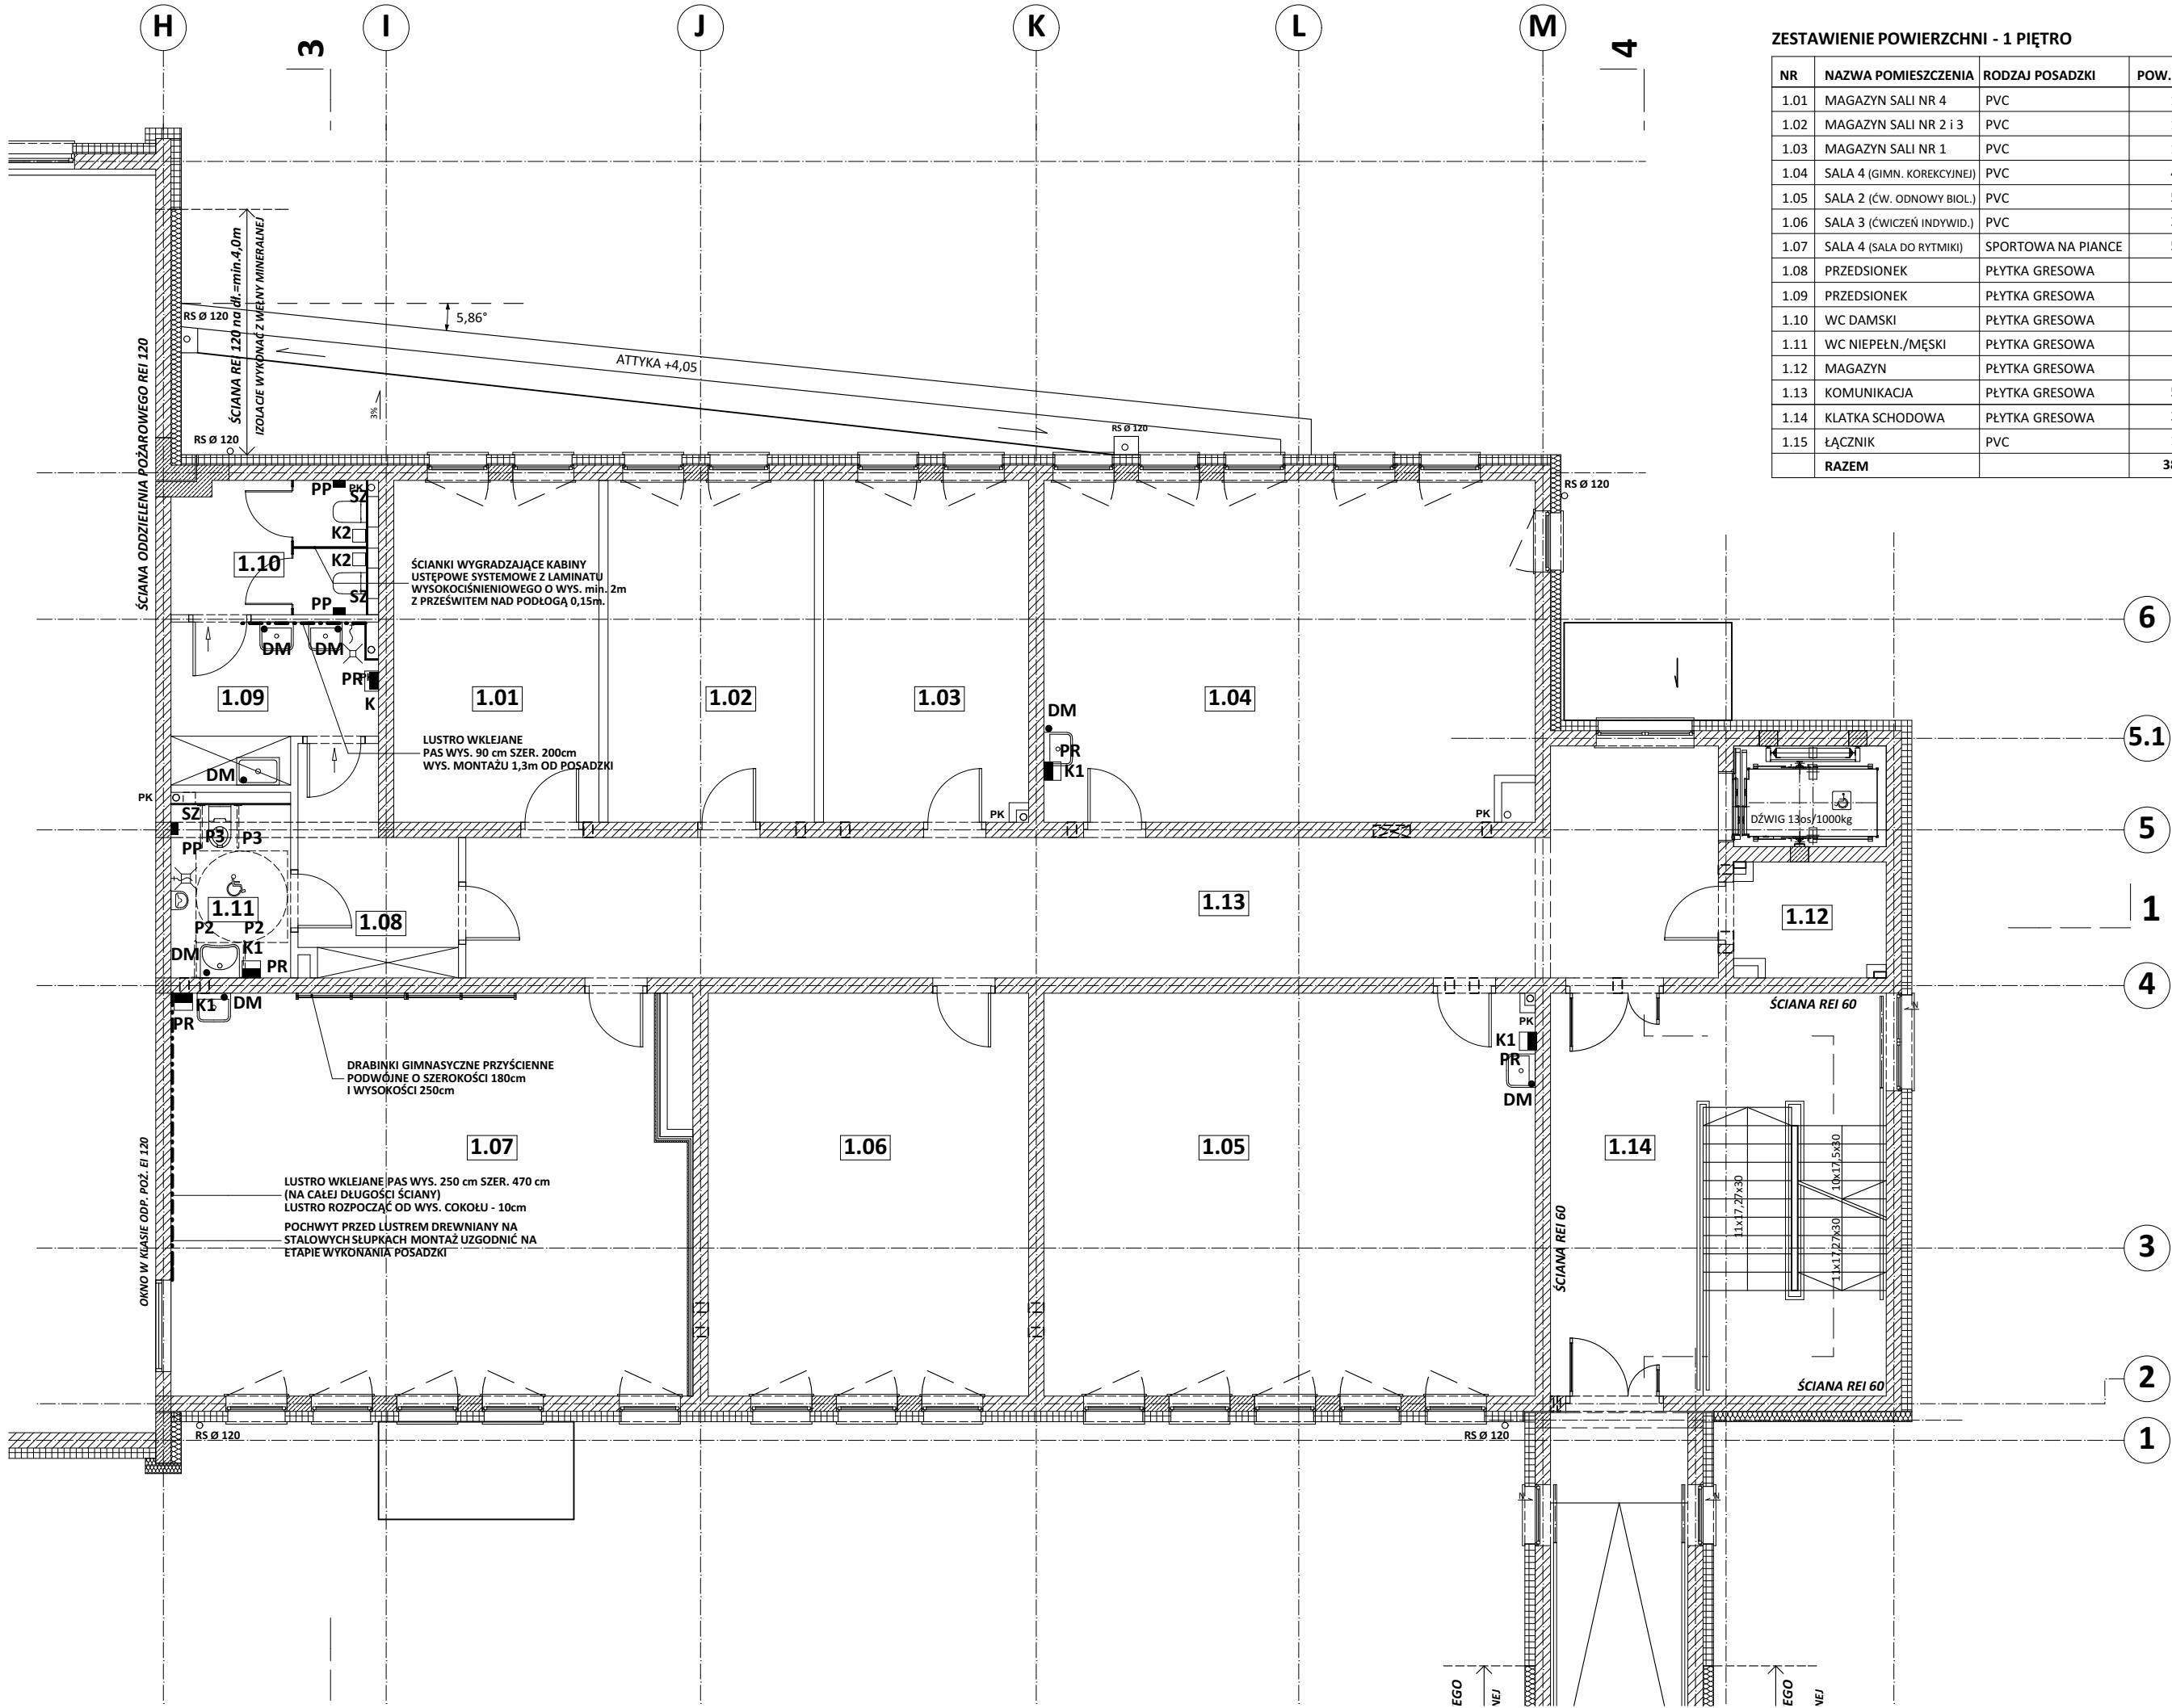 H I J K L M
3
4
ZESTAWIENIE POWIERZCHNI - 1 PIĘTRO
NR NAZWA POMIESZCZENIA RODZAJ POSADZKI POW.
1.01 MAGAZYN SALI NR 4 PVC
1.02 MAGAZYN SALI NR 2 i 3 PVC
1.03 MAGAZYN SALI NR 1 PVC
1.04 SALA 4 (GIMN. KOREKCYJNEJ) PVC
1.05 SALA 2 (ĆW. ODNOWY BIOL.) PVC
1.06 SALA 3 (ĆWICZEŃ INDYWID.) PVC
1.07 SALA 4 (SALA DO RYTMIKI) SPORTOWA NA PIANCE
1.08 PRZEDSIONEK PŁYTKA GRESOWA
1.09 PRZEDSIONEK PŁYTKA GRESOWA
1.10 WC DAMSKI PŁYTKA GRESOWA
1.11 WC NIEPEŁN./MĘSKI PŁYTKA GRESOWA
1.12 MAGAZYN PŁYTKA GRESOWA
1.13 KOMUNIKACJA PŁYTKA GRESOWA
1.14 KLATKA SCHODOWA PŁYTKA GRESOWA
1.15 ŁĄCZNIK PVC
RAZEM 38
ŚCIANA ODDZIELENIA POŻAROWEGO REI 120
ŚCIANA REI 120 na dł.=min.4,0m
IZOLACJE WYKONAĆ Z WEŁNY MINERALNEJ
RS Ø 120
5,86°
ATTYKA +4,05
3%
RS Ø 120
RS Ø 120
RS Ø 120
PP
PK
SZ
K2
K2
1.10
SZ
PP
ŚCIANKI WYGRADZAJĄCE KABINY
USTĘPOWE SYSTEMOWE Z LAMINATU
WYSOKOCIŚNIENIOWEGO O WYS. min. 2m
Z PRZEŚWITEM NAD PODŁOGĄ 0,15m.
6
DM DM
PR
K
1.09
1.01
1.02
1.03
1.04
LUSTRO WKLEJANE
PAS WYS. 90 cm SZER. 200cm
WYS. MONTAŻU 1,3m OD POSADZKI
DM
PR
K1
5.1
DM
PK
SZ
P3 P3
PP
PK
PK
DŹWIG 13os/1000kg
5
1.11
P2 P2
K1
DM
PR
1.08
1.13
1.12
1
4
K1 DM
PR
PK
K1
PR
DM
ŚCIANA REI 60
DRABINKI GIMNASYCZNE PRZYŚCIENNE
PODWÓJNE O SZEROKOŚCI 180cm
I WYSOKOŚCI 250cm
1.07
1.06
1.05
1.14
OKNO W KLASIE ODP. POŻ. EI 120
LUSTRO WKLEJANE PAS WYS. 250 cm SZER. 470 cm
(NA CAŁEJ DŁUGOŚCI ŚCIANY)
LUSTRO ROZPOCZĄĆ OD WYS. COKOŁU - 10cm
POCHWYT PRZED LUSTREM DREWNIANY NA
STALOWYCH SŁUPKACH MONTAŻ UZGODNIĆ NA
ETAPIE WYKONANIA POSADZKI
ŚCIANA REI 60
11x17,27x30
10x17,5x30
11x17,27x30
3
ŚCIANA REI 60
2
RS Ø 120
RS Ø 120
1
N
N
N
EGO
NEJ
EGO
NEJ